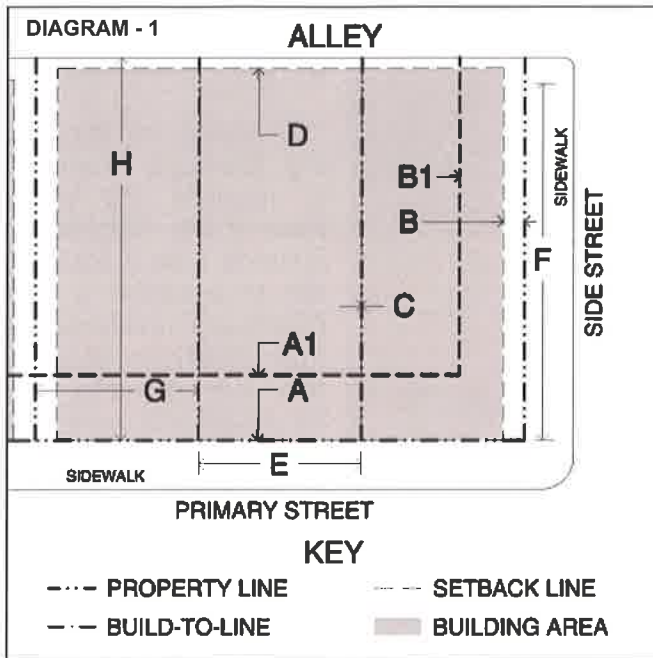 DIAGRAM - 1
ALLEY
D
H
B1
SIDEWALK
B
F
SIDE STREET
C
A1
G
A
E
SIDEWALK
PRIMARY STREET
KEY
PROPERTY LINE
SETBACK LINE
BUILD-TO-LINE
BUILDING AREA